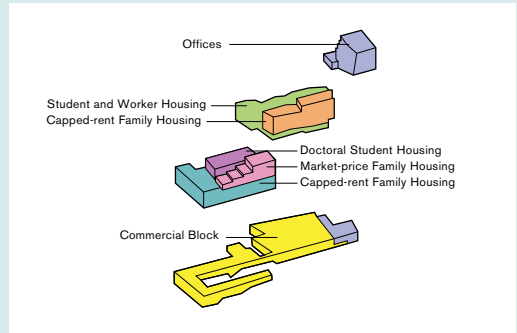 Offices
Student and Worker Housing
Capped-rent Family Housing
Doctoral Student Housing
Market-price Family Housing
Capped-rent Family Housing
Commercial Block